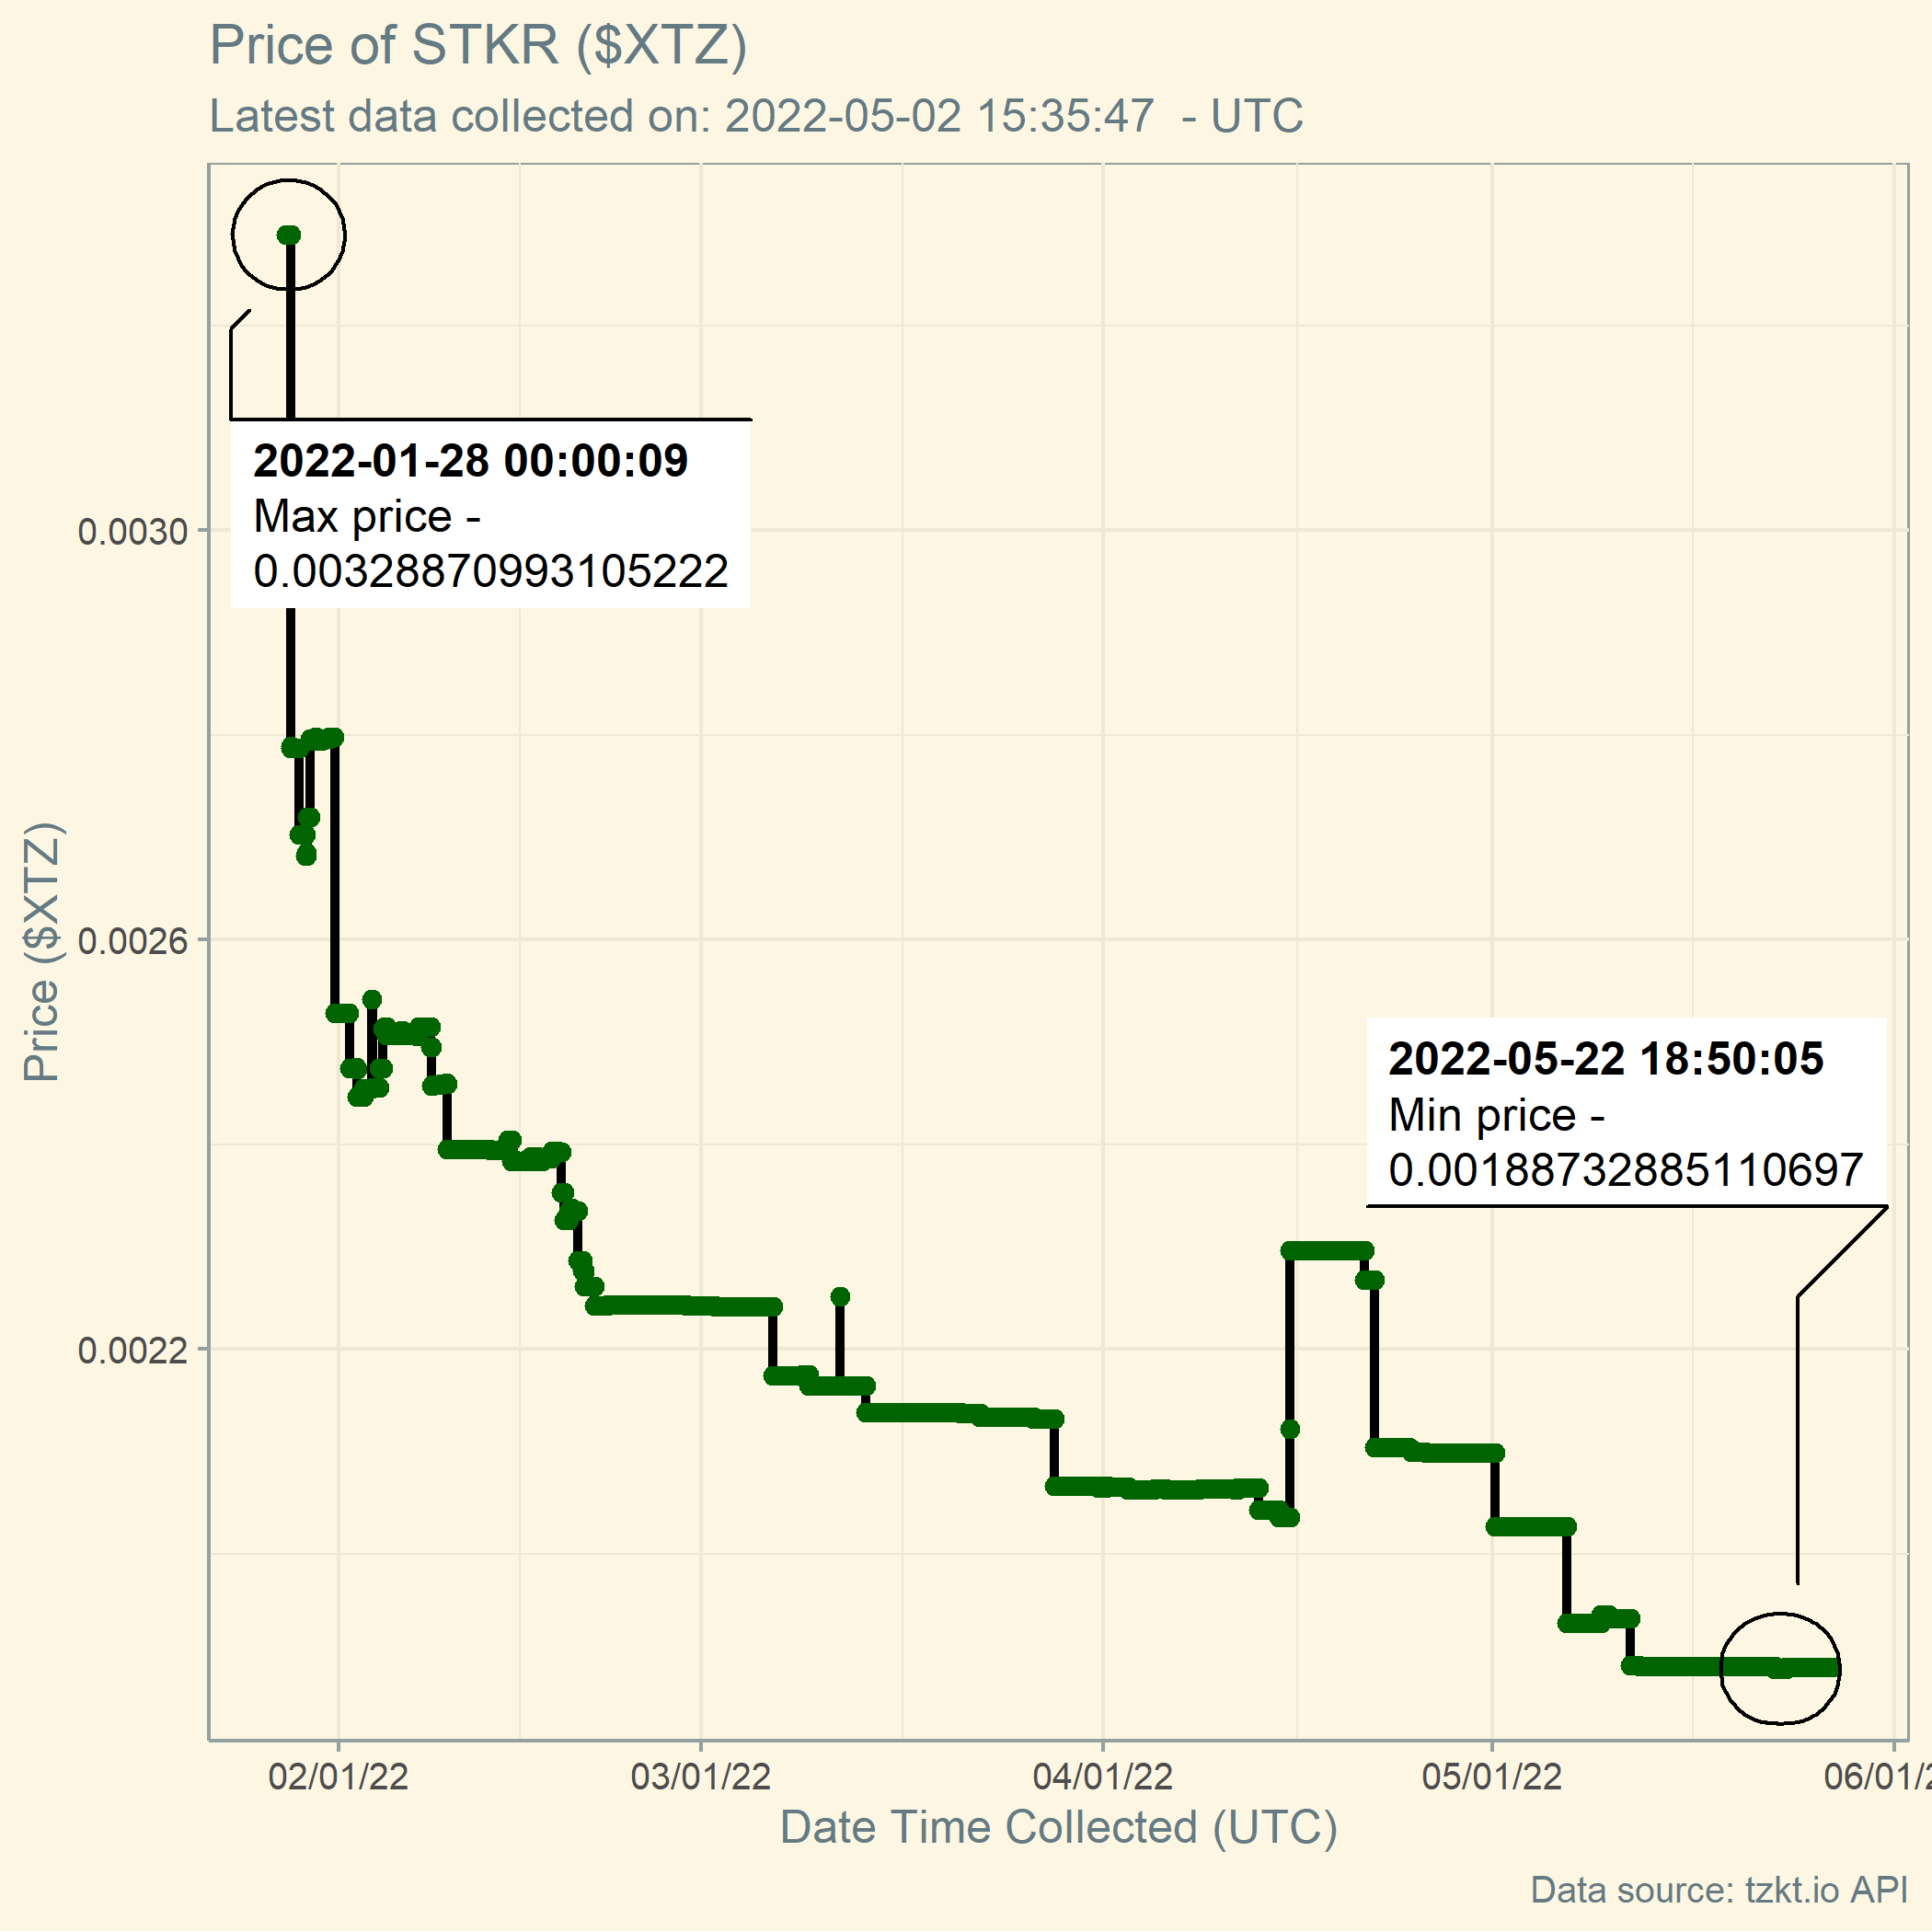 Price of STKR ($XTZ)
Latest data collected on: 2022-05-02 15:35:47 - UTC
2022-01-28 00:00:09
Max price -
0.00328870993105222
0.0030
0.0026
0.0022
Price ($XTZ)
2022-05-22 18:50:05
Min price -
0.00188732885110697
02/01/22
03/01/22
04/01/22
05/01/22
06/01/2
Date Time Collected (UTC)
Data source: tzkt.io API